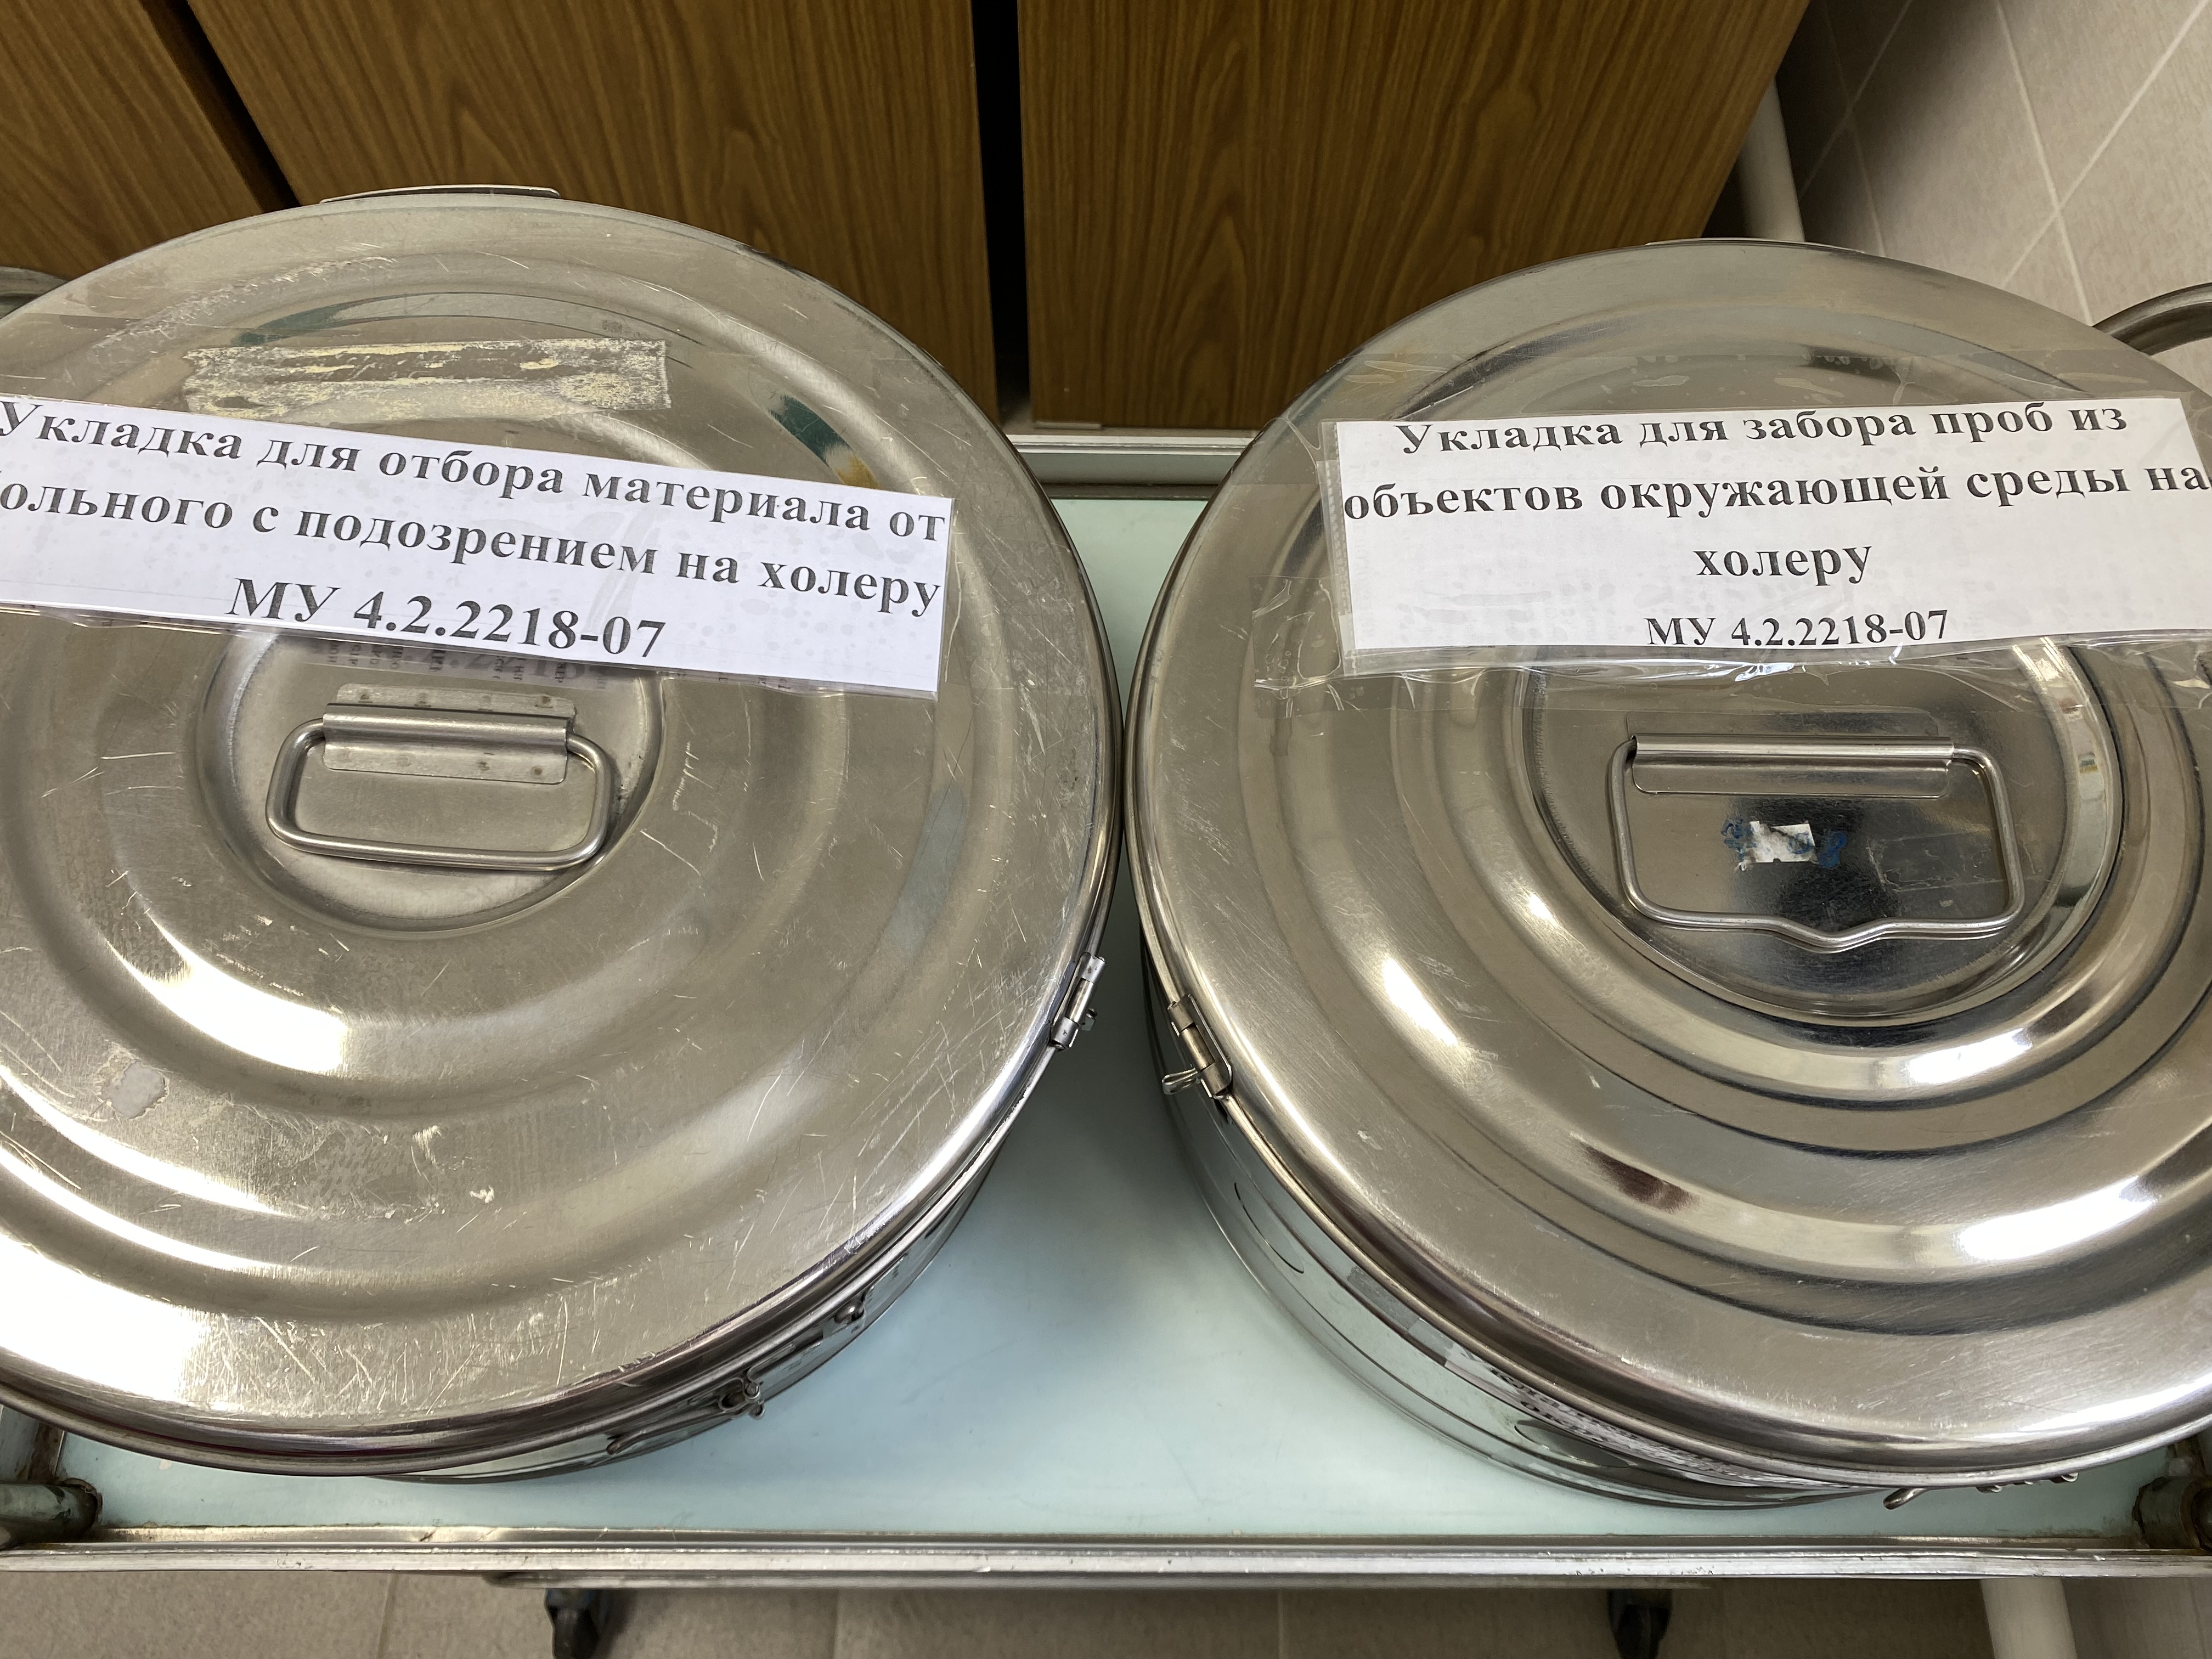 Укладка для отбора материала от
ольного с подозрением на холеру
МУ 4.2.2218-07
Укладка для забора проб из
объектов окружающей среды на
холеру
МУ 4.2.2218-07